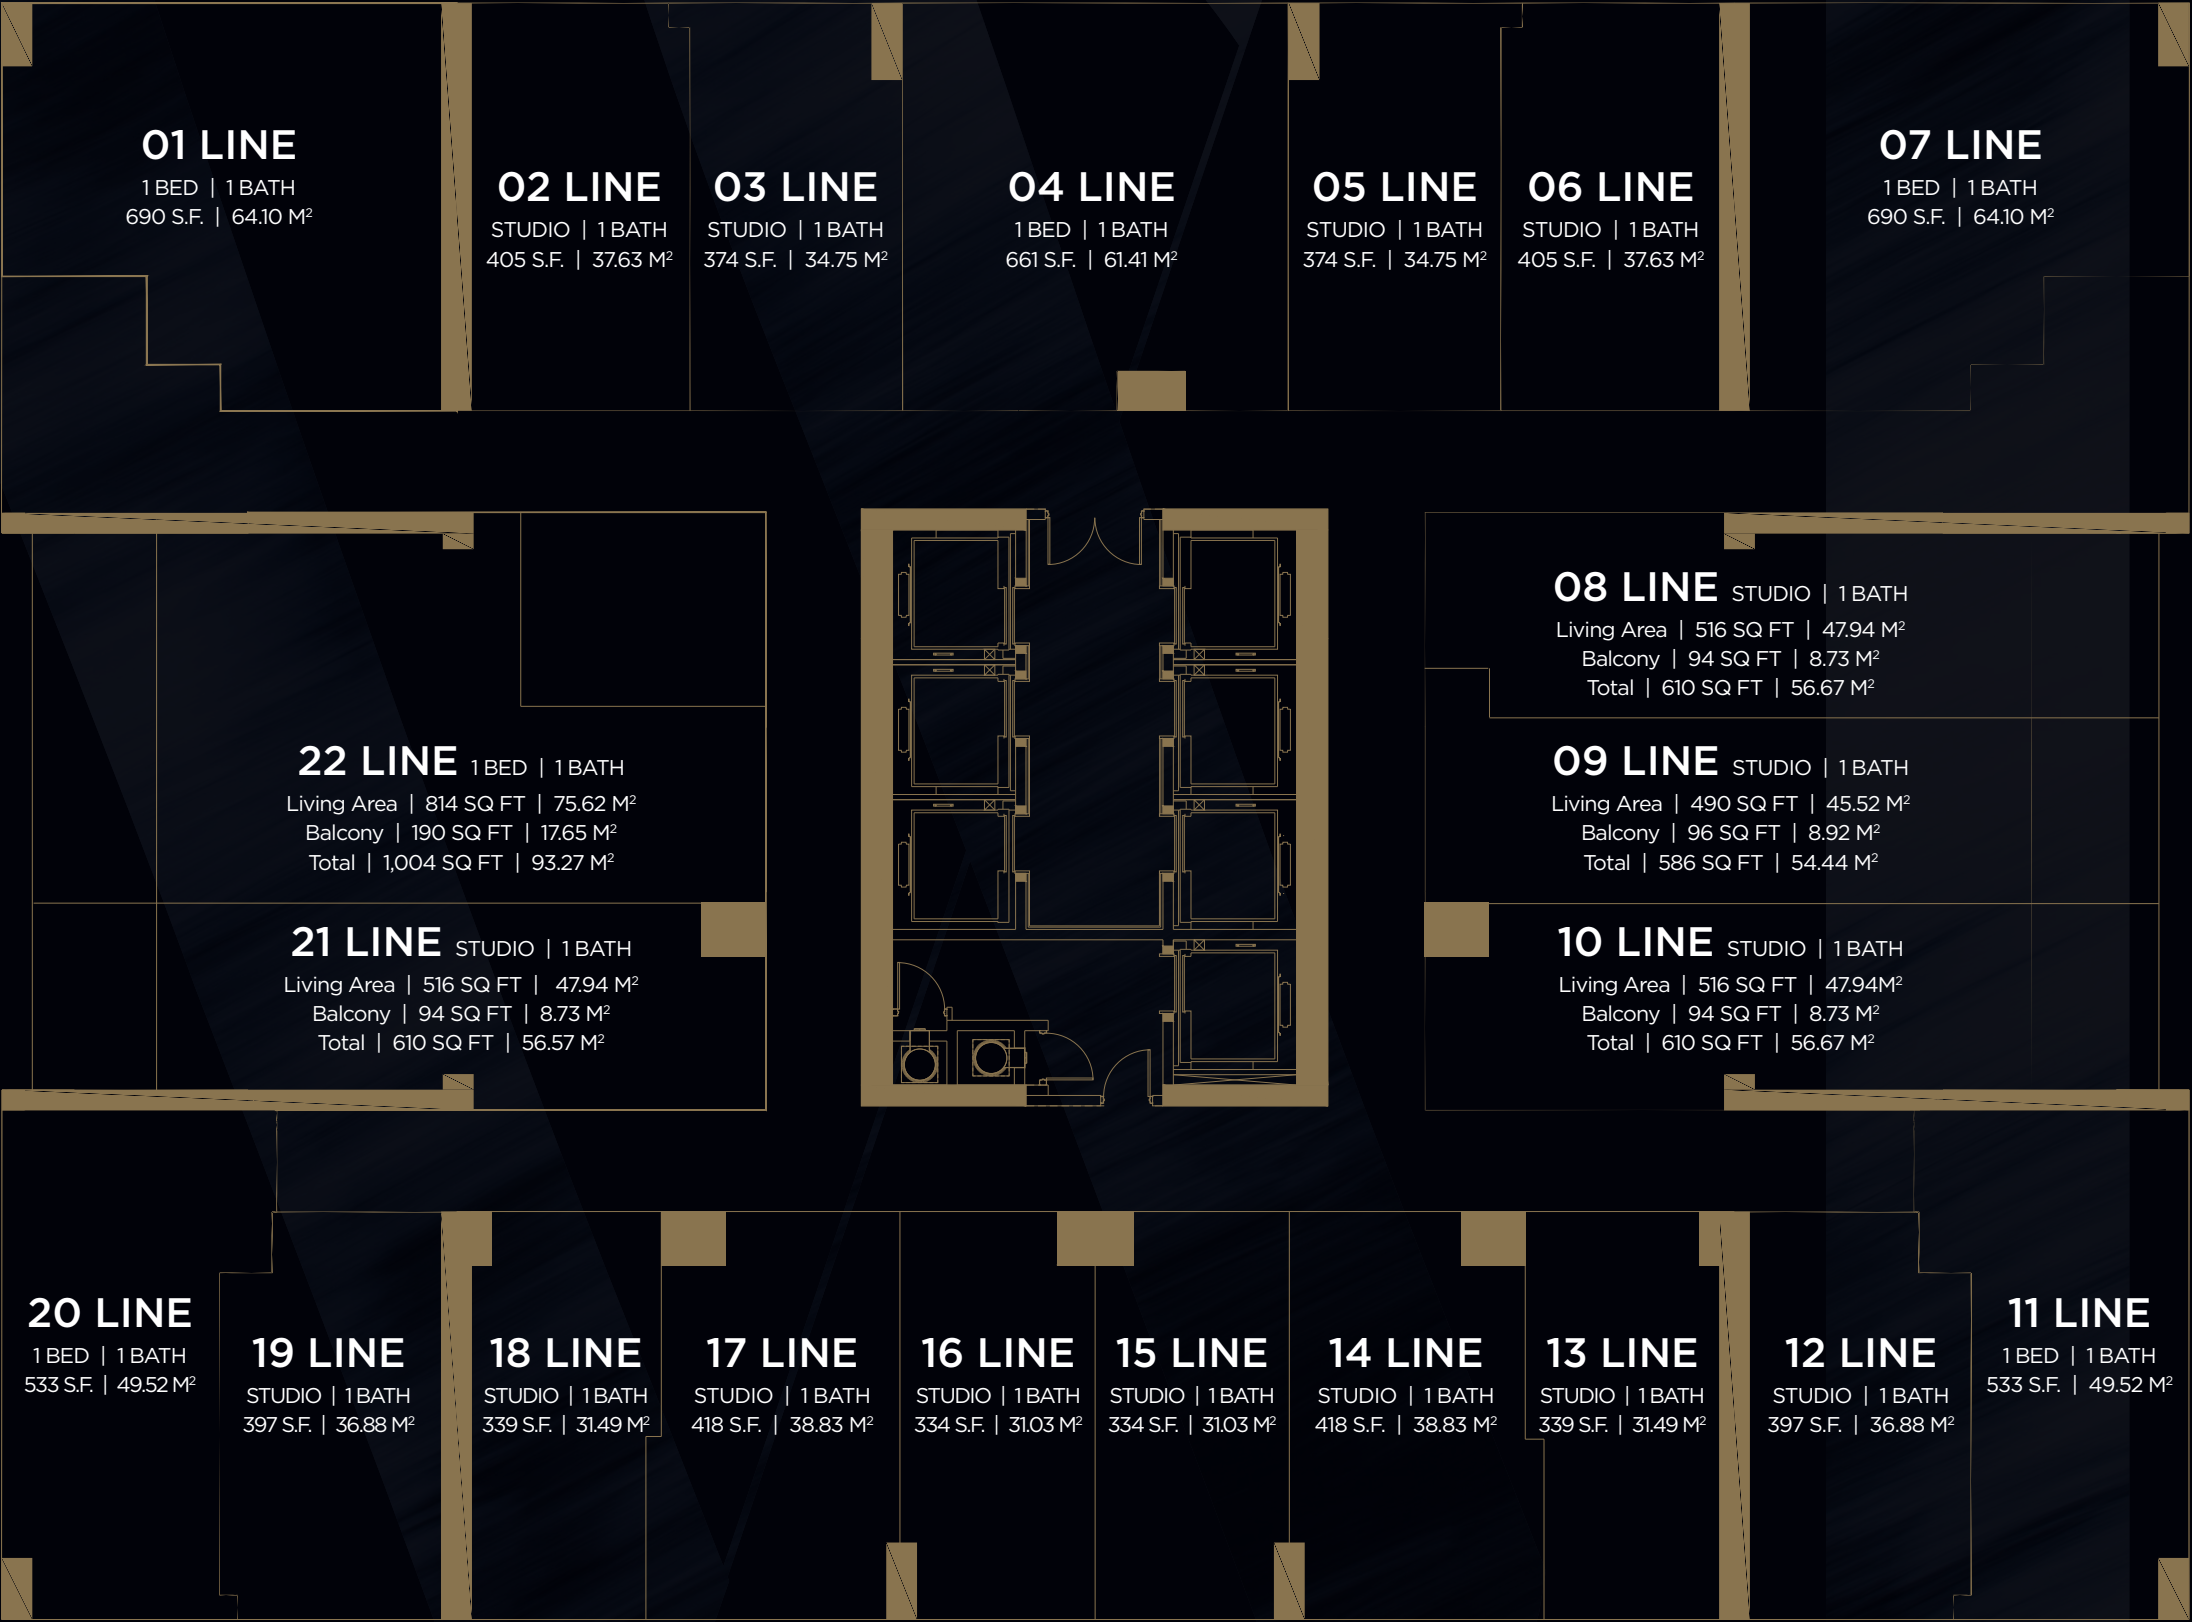 01 LINE
1 BED | 1 BATH
690 S.F. | 64.10 M²
02 LINE
STUDIO | 1 BATH
405 S.F. | 37.63 M²
03 LINE
STUDIO | 1 BATH
374 S.F. | 34.75 M²
04 LINE
1 BED | 1 BATH
661 S.F. | 61.41 M²
05 LINE
STUDIO | 1 BATH
374 S.F. | 34.75 M²
06 LINE
STUDIO | 1 BATH
405 S.F. | 37.63 M²
07 LINE
1 BED | 1 BATH
690 S.F. | 64.10 M²
22 LINE 1 BED | 1 BATH
Living Area | 814 SQ FT | 75.62 M²
Balcony | 190 SQ FT | 17.65 M²
Total | 1,004 SQ FT | 93.27 M²
21 LINE STUDIO | 1 BATH
Living Area | 516 SQ FT | 47.94 M²
Balcony | 94 SQ FT | 8.73 M²
Total | 610 SQ FT | 56.57 M²
08 LINE STUDIO | 1 BATH
Living Area | 516 SQ FT | 47.94 M²
Balcony | 94 SQ FT | 8.73 M²
Total | 610 SQ FT | 56.67 M²
09 LINE STUDIO | 1 BATH
Living Area | 490 SQ FT | 45.52 M²
Balcony | 96 SQ FT | 8.92 M²
Total | 586 SQ FT | 54.44 M²
10 LINE STUDIO | 1 BATH
Living Area | 516 SQ FT | 47.94M²
Balcony | 94 SQ FT | 8.73 M²
Total | 610 SQ FT | 56.67 M²
20 LINE
1 BED | 1 BATH
533 S.F. | 49.52 M²
19 LINE
STUDIO | 1 BATH
397 S.F. | 36.88 M²
18 LINE
STUDIO | 1 BATH
339 S.F. | 31.49 M²
17 LINE
STUDIO | 1 BATH
418 S.F. | 38.83 M²
16 LINE
STUDIO | 1 BATH
334 S.F. | 31.03 M²
15 LINE
STUDIO | 1 BATH
334 S.F. | 31.03 M²
14 LINE
STUDIO | 1 BATH
418 S.F. | 38.83 M²
13 LINE
STUDIO | 1 BATH
339 S.F. | 31.49 M²
12 LINE
STUDIO | 1 BATH
397 S.F. | 36.88 M²
11 LINE
1 BED | 1 BATH
533 S.F. | 49.52 M²